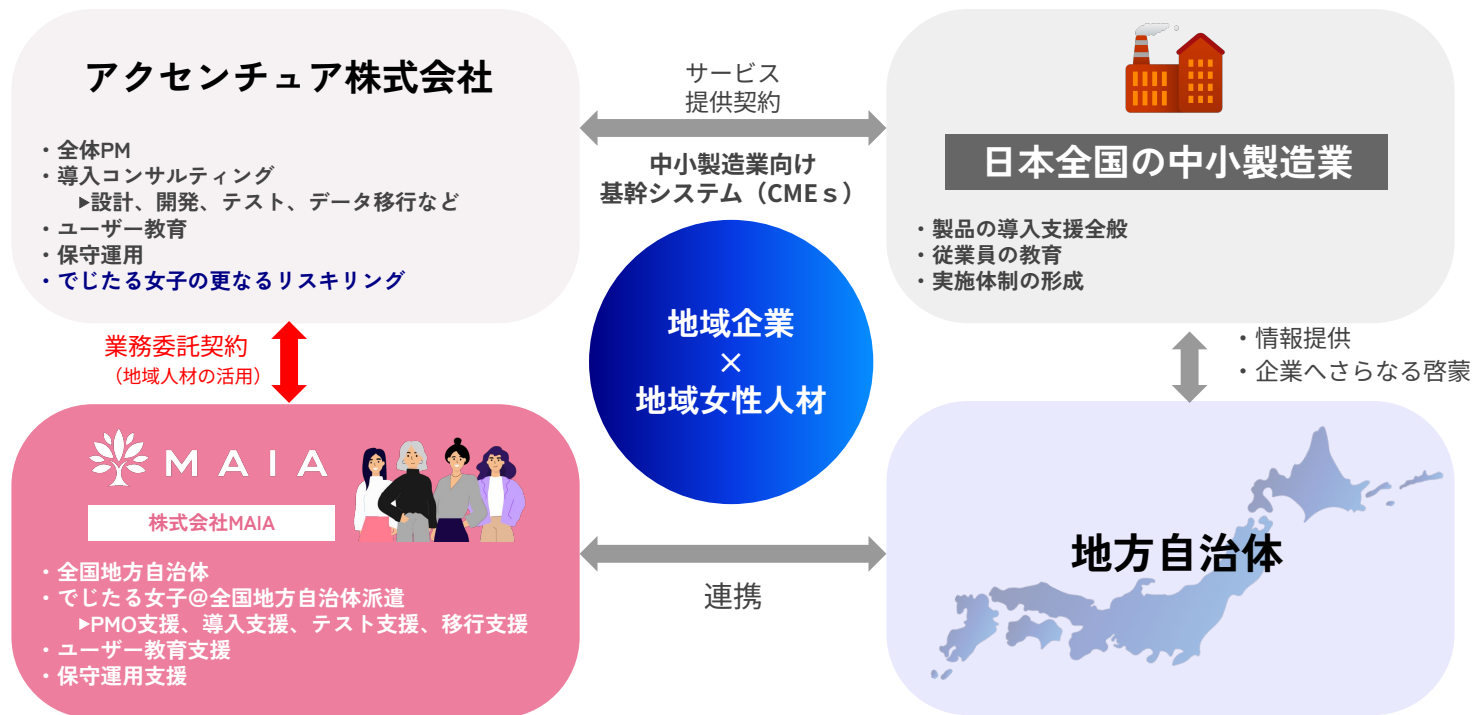 アクセンチュア株式会社
・全体PM
・導入コンサルティング
▶設計、開発、テスト、データ移行など
・ユーザー教育
・保守運用
・でじたる女子の更なるリスキリング
サービス
提供契約
中小製造業向け
基幹システム（CMEｓ）
日本全国の中小製造業
・製品の導入支援全般
・従業員の教育
・実施体制の形成
地域企業
×
地域女性人材
業務委託契約
（地域人材の活用）
・情報提供
・企業へさらなる啓蒙
MAIA
株式会社MAIA
・全国地方自治体
・でじたる女子＠全国地方自治体派遣
▶PMO支援、導入支援、テスト支援、移行支援
・ユーザー教育支援
・保守運用支援
連携
地方自治体